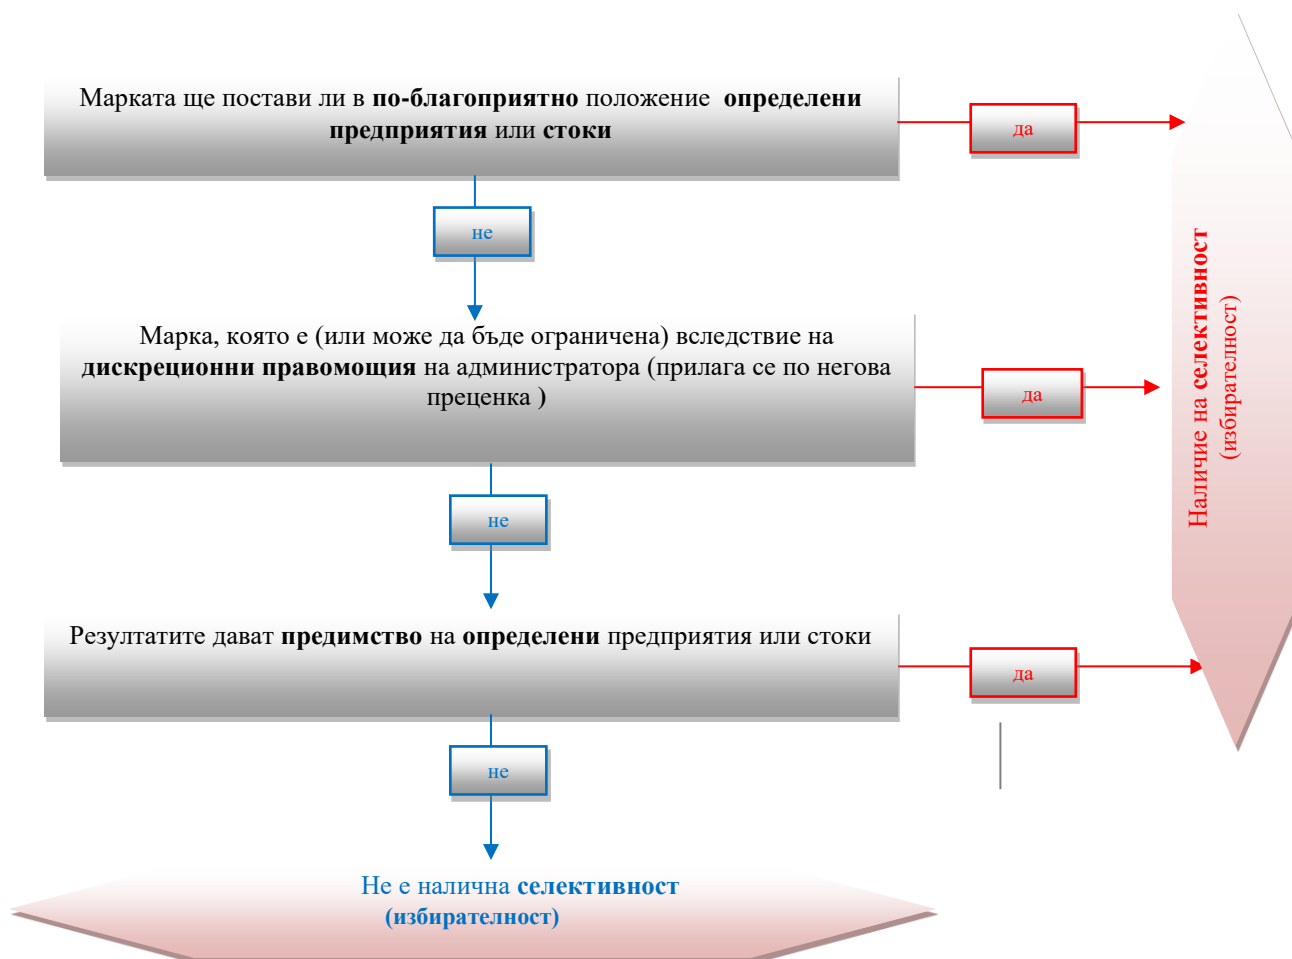 Марката ще постави ли в по-благоприятно положение определени
предприятия или стоки
да
не
Марка, която е (или може да бъде ограничена) вследствие на
дискреционни правомощия на администратора (прилага се по негова
преценка )
да
не
Резултатите дават предимство на определени предприятия или стоки
да
не
Не е налична селективност
(избирателност)
Наличие на селективност
(избирателност)